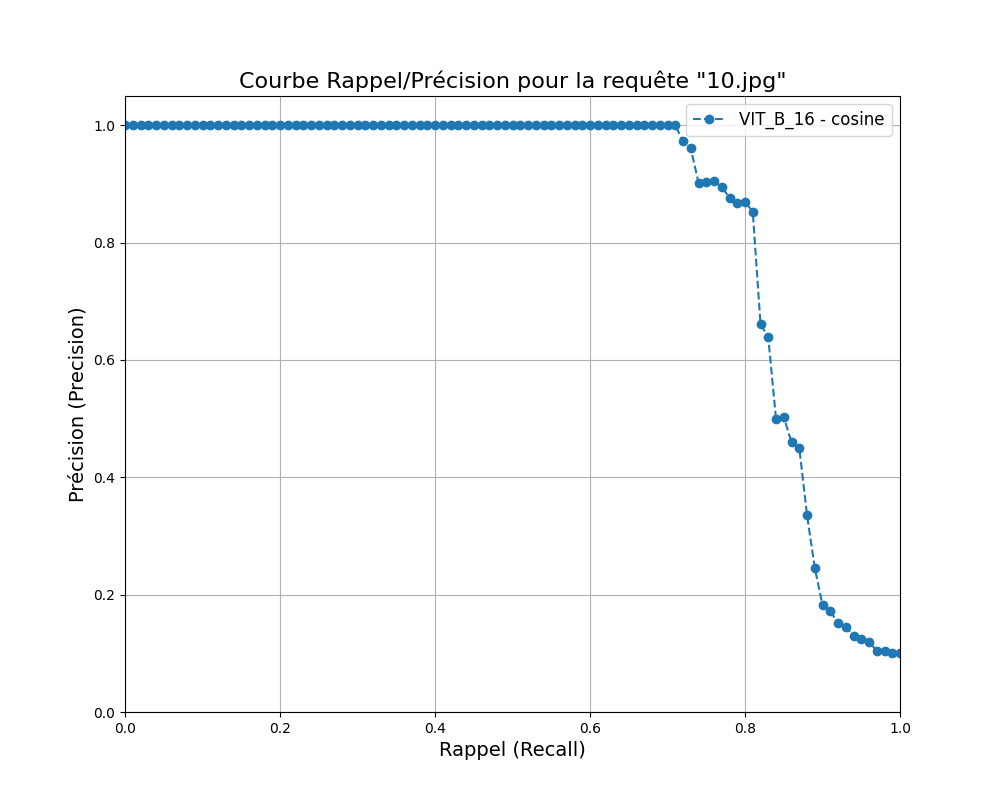 Courbe Rappel/Précision pour la requête "10.jpg"
VIT_B_16 - cosine
1.0
0.8
0.6
0.4
0.2
0.0
Précision (Precision)
0.0 0.2 0.4 0.6 0.8 1.0
Rappel (Recall)